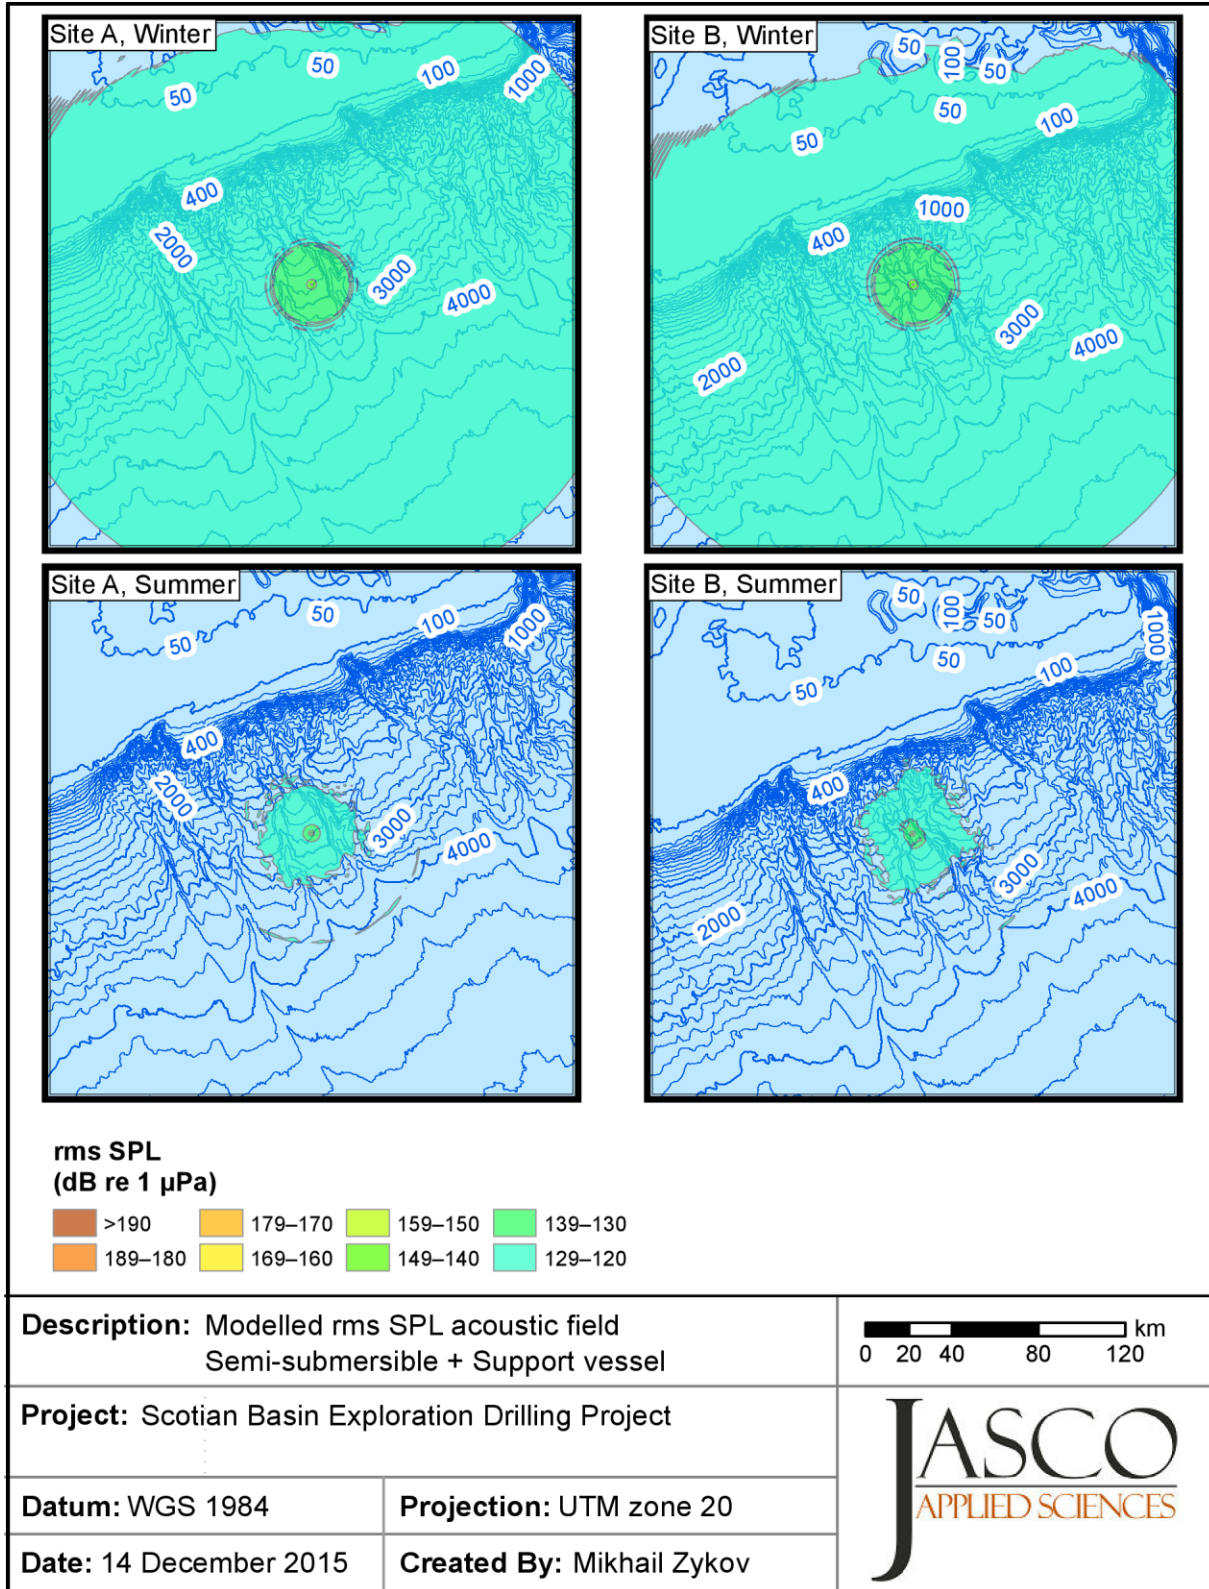 Site A, Winter
50
50
100
1000
400
2000
3000
4000
Site B, Winter
50
100
50
50
50
100
1000
400
3000
4000
2000
Site A, Summer
50
50
100
1000
400
2000
3000
4000
Site B, Summer
50
100
50
50
50
1000
100
400
3000
4000
2000
rms SPL
(dB re 1 µPa)
>190 179–170 159–150 139–130
189–180 169–160 149–140 129–120
Description: Modelled rms SPL acoustic field
Semi-submersible + Support vessel
km
0 20 40 80 120
Project: Scotian Basin Exploration Drilling Project
JASCO
APPLIED SCIENCES
Datum: WGS 1984 Projection: UTM zone 20
Date: 14 December 2015 Created By: Mikhail Zykov